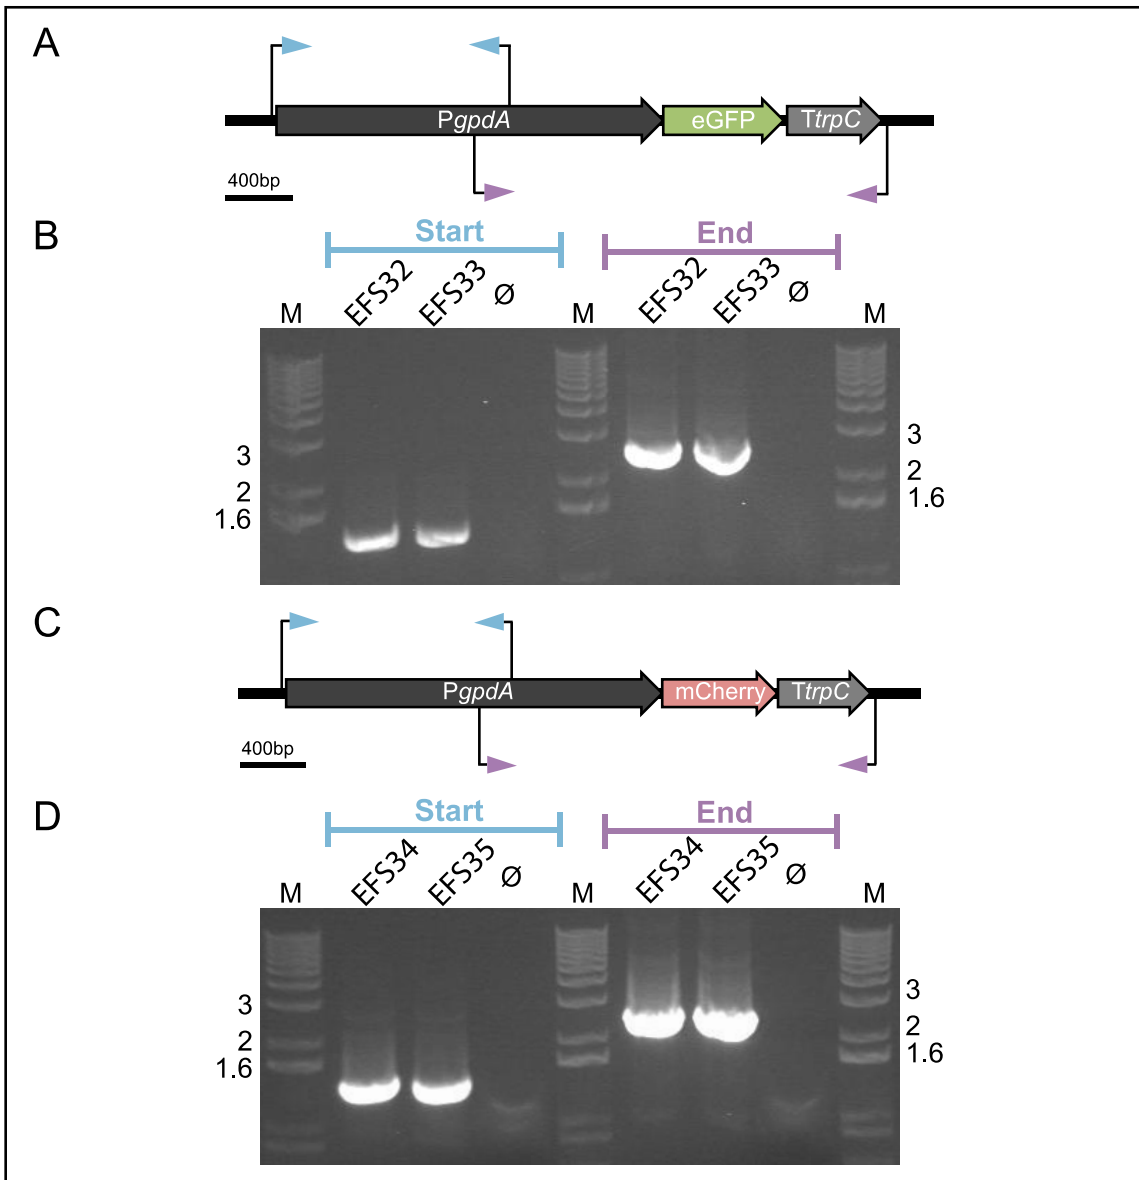 A
PgpdA eGFP TtrpC
400bp
B
Start End
EFS32 EFS33 Ø EFS32 EFS33 Ø
M M M
3 3
2 2
1.6 1.6
C
PgpdA mCherry TtrpC
400bp
D
Start End
EFS34 EFS35 Ø EFS34 EFS35 Ø
M M M
3 3
2 2
1.6 1.6